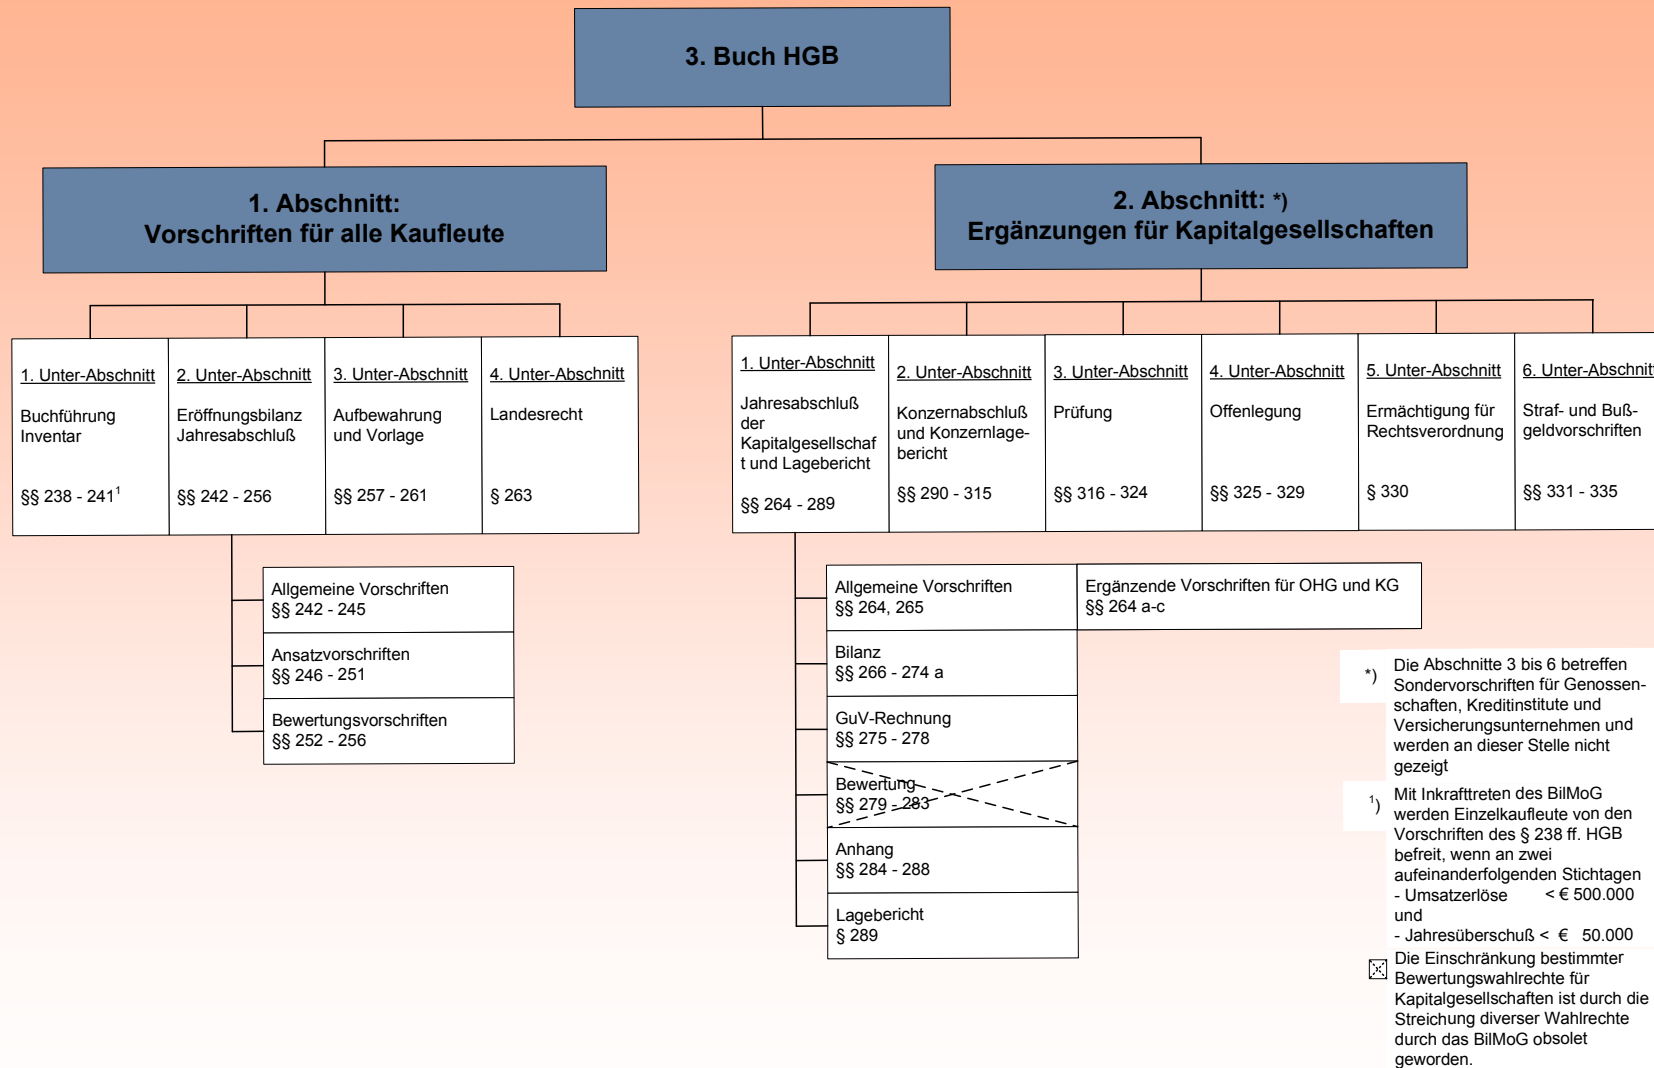 3. Buch HGB
1. Abschnitt:
Vorschriften für alle Kaufleute
2. Abschnitt: *)
Ergänzungen für Kapitalgesellschaften
1. Unter-Abschnitt
Buchführung
Inventar
§§ 238 - 241¹
2. Unter-Abschnitt
Eröffnungsbilanz
Jahresabschluß
§§ 242 - 256
3. Unter-Abschnitt
Aufbewahrung
und Vorlage
§§ 257 - 261
4. Unter-Abschnitt
Landesrecht
§ 263
1. Unter-Abschnitt
Jahresabschluß
der
Kapitalgesellschaf
t und Lagebericht
§§ 264 - 289
2. Unter-Abschnitt
Konzernabschluß
und Konzernlage-
bericht
§§ 290 - 315
3. Unter-Abschnitt
Prüfung
§§ 316 - 324
4. Unter-Abschnitt
Offenlegung
§§ 325 - 329
5. Unter-Abschnitt
Ermächtigung für
Rechtsverordnung
§ 330
6. Unter-Abschnitt
Straf- und Buß-
geldvorschriften
§§ 331 - 335
Allgemeine Vorschriften
§§ 242 - 245
Ansatzvorschriften
§§ 246 - 251
Bewertungsvorschriften
§§ 252 - 256
Allgemeine Vorschriften
§§ 264, 265
Ergänzende Vorschriften für OHG und KG
§§ 264 a-c
Bilanz
§§ 266 - 274 a
GuV-Rechnung
§§ 275 - 278
Bewertung
§§ 279 - 283
Anhang
§§ 284 - 288
Lagebericht
§ 289
*) Die Abschnitte 3 bis 6 betreffen
Sondervorschriften für Genossen-
schaften, Kreditinstitute und
Versicherungsunternehmen und
werden an dieser Stelle nicht
gezeigt
¹) Mit Inkrafttreten des BilMoG
werden Einzelkaufleute von den
Vorschriften des § 238 ff. HGB
befreit, wenn an zwei
aufeinanderfolgenden Stichtagen
- Umsatzerlöse < € 500.000
und
- Jahresüberschuß < € 50.000
Die Einschränkung bestimmter
Bewertungswahlrechte für
Kapitalgesellschaften ist durch die
Streichung diverser Wahlrechte
durch das BilMoG obsolet
geworden.